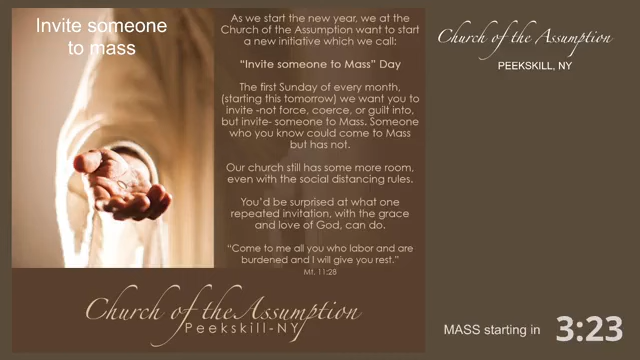 Invite someone
to mass
As we start the new year, we at the
Church of the Assumption want to start
a new initiative which we call:
“Invite someone to Mass” Day
The first Sunday of every month,
(starting this tomorrow) we want you to
invite -not force, coerce, or guilt into,
but invite- someone to Mass. Someone
who you know could come to Mass
but has not.
Our church still has some more room,
even with the social distancing rules.
You’d be surprised at what one
repeated invitation, with the grace
and love of God, can do.
“Come to me all you who labor and are
burdened and I will give you rest.”
Mt. 11:28
Church of the Assumption
Peekskill-NY
Church of the Assumption
PEEKSKILL, NY
MASS starting in 3:23